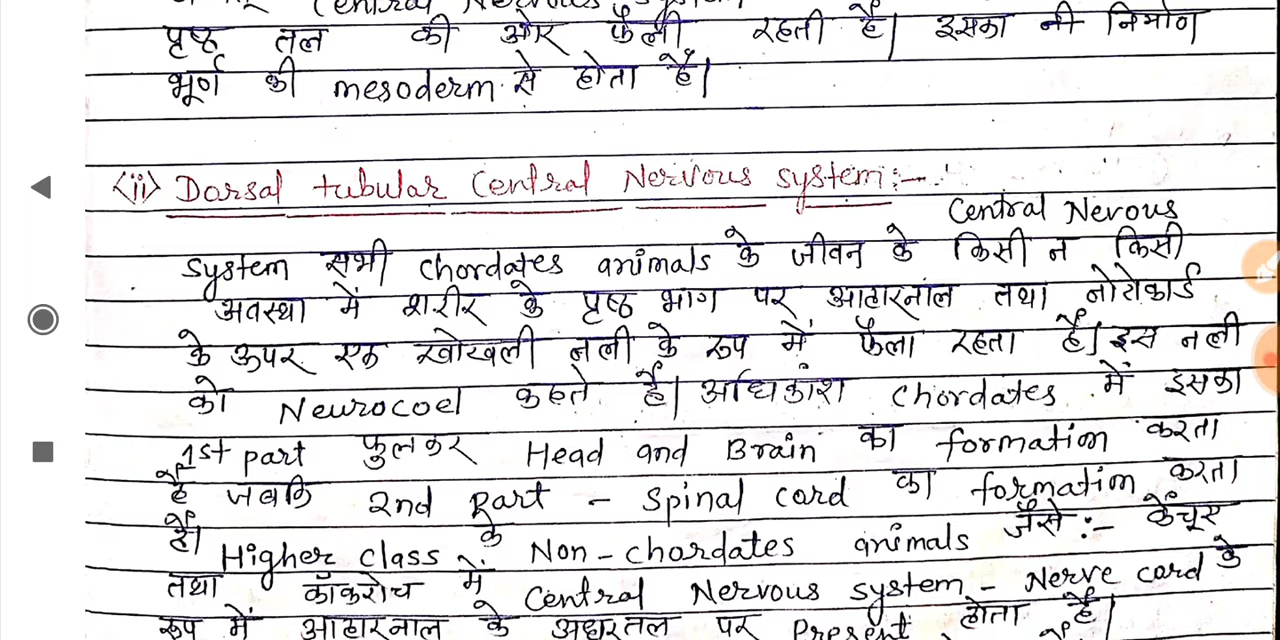 Central Nervous
पृष्ठ तल की ओर फैली रहती है। इसका भी निर्माण
भ्रूण की mesoderm से होता है।
<ii> Dorsal tubular Central Nervous system:-
Central Nevous
system सभी chordates animals के जीवन के किसी न किसी
अवस्था में शरीर के पृष्ठ भाग पर आहारनाल तथा नोटोकार्ड
के ऊपर एक खोखली नली के रूप में फैला रहता है। इस नली
को Neurocoel कहते है। अधिकांश chordates में इसका
1st part फुलकर Head and Brain का formation करता
है जबकि 2nd Part - Spinal cord का formation करता
है।
Higher class के Non-chordates animals जैसे:- केंचूए
तथा कॉकरोच में Central Nervous system - Nerve card के
रूप में आहारनाल के अधरतल पर Present होता है।